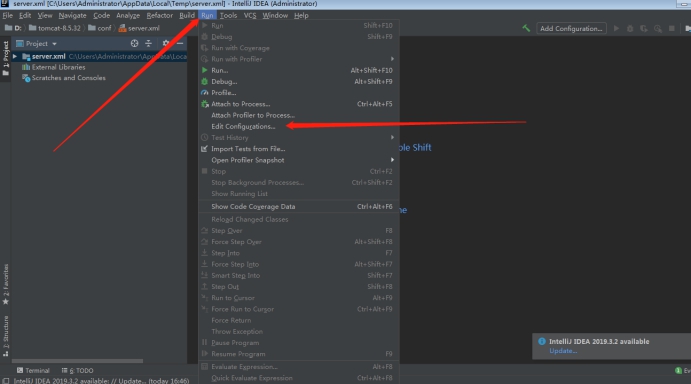 server.xml [C:\Users\Administrator\AppData\Local\Temp\server.xml] - IntelliJ IDEA (Administrator)
File Edit View Navigate Code Analyze Refactor Build Run Tools VCS Window Help
D: tomcat-8.5.32 conf server.xml
Add Configuration...
Project
server.xml C:\Users\Administrator\AppData\Loca
External Libraries
Scratches and Consoles
1: Project
2: Favorites
Z: Structure
Run Shift+F10
Debug Shift+F9
Run with Coverage
Run with Profiler
Run... Alt+Shift+F10
Debug... Alt+Shift+F9
Profile...
Attach to Process... Ctrl+Alt+F5
Attach Profiler to Process...
Edit Configurations...
Test History
Import Tests from File...
Open Profiler Snapshot
Stop Ctrl+F2
Stop Background Processes... Ctrl+Shift+F2
Show Running List
Show Code Coverage Data Ctrl+Alt+F6
Reload Changed Classes
Step Over F8
Force Step Over Alt+Shift+F8
Step Into F7
Force Step Into Alt+Shift+F7
Smart Step Into Shift+F7
Step Out Shift+F8
Run to Cursor Alt+F9
Force Run to Cursor Ctrl+Alt+F9
Force Return
Throw Exception
Pause Program
Resume Program F9
Evaluate Expression... Alt+F8
Quick Evaluate Expression Ctrl+Alt+F8
ble Shift
me
IntelliJ IDEA 2019.3.2 available
Update...
Terminal 6: TODO
IntelliJ IDEA 2019.3.2 available: // Update... (today 16:46)